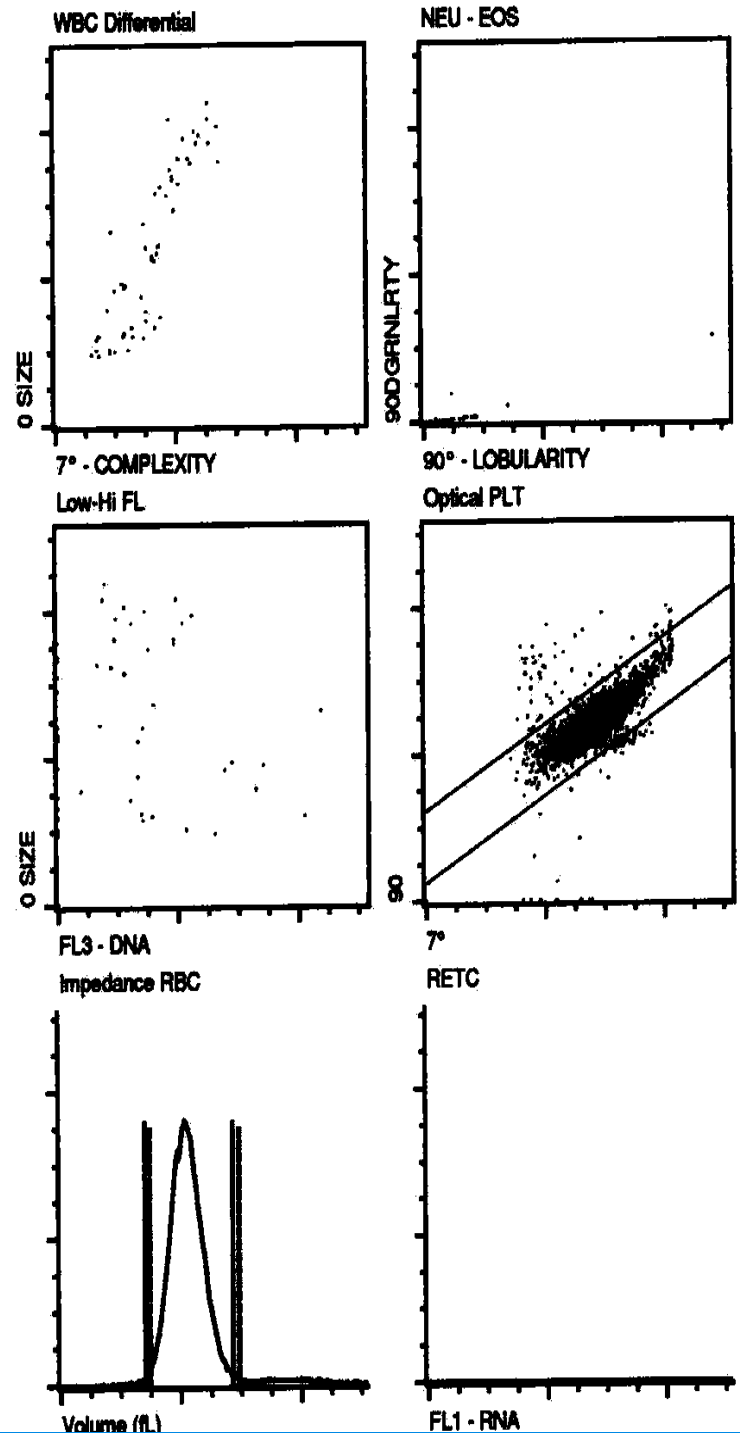 WBC Differential
NEU - EOS
0 SIZE
90DGRNLRTY
7° - COMPLEXITY
90° - LOBULARITY
Low-Hi FL
Optical PLT
0 SIZE
90
FL3 - DNA
7°
Impedance RBC
RETC
Volume (fL)
FL1 - RNA